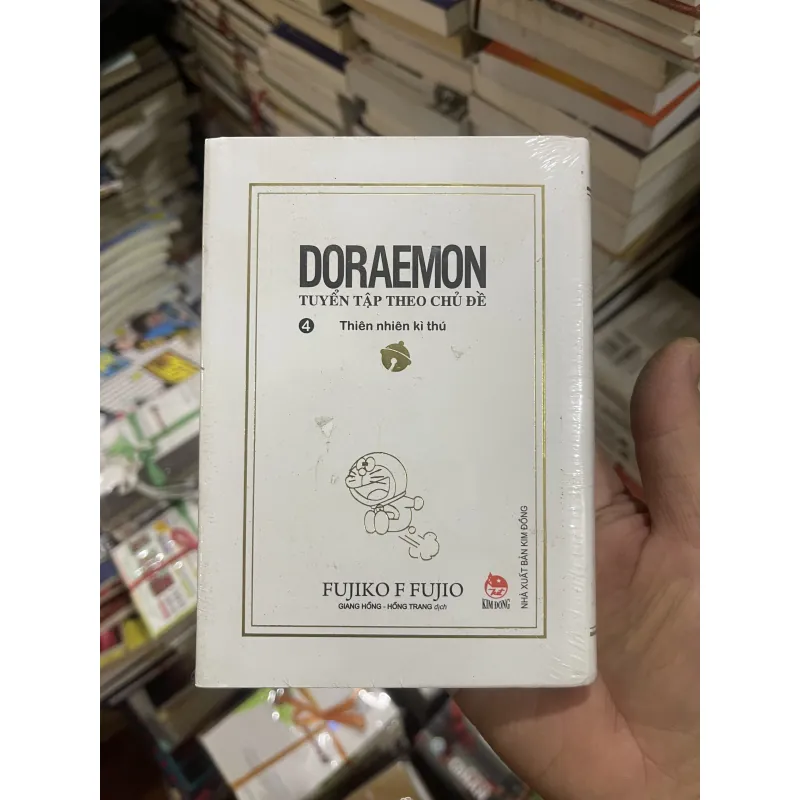 DORAEMON
TUYỂN TẬP THEO CHỦ ĐỀ
4 Thiên nhiên kì thú
FUJIKO F FUJIO
GIANG HỒNG - HỒNG TRANG dịch
KIM ĐỒNG
NHÀ XUẤT BẢN KIM ĐỒNG